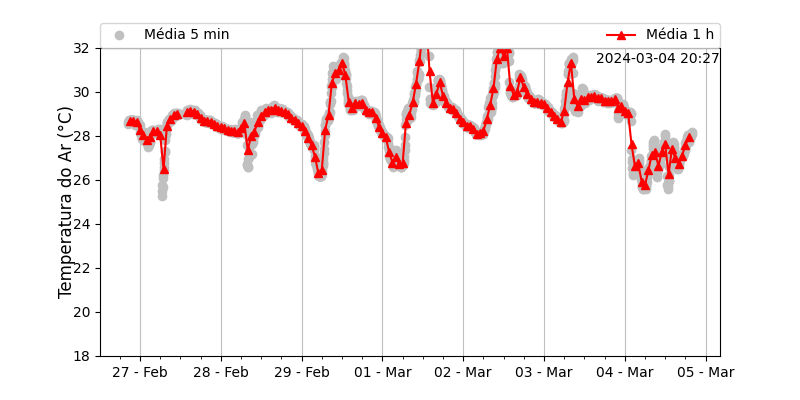 Média 5 min
Média 1 h
2024-03-04 20:27
Temperatura do Ar (°C)
32
30
28
26
24
22
20
18
27 - Feb
28 - Feb
29 - Feb
01 - Mar
02 - Mar
03 - Mar
04 - Mar
05 - Mar